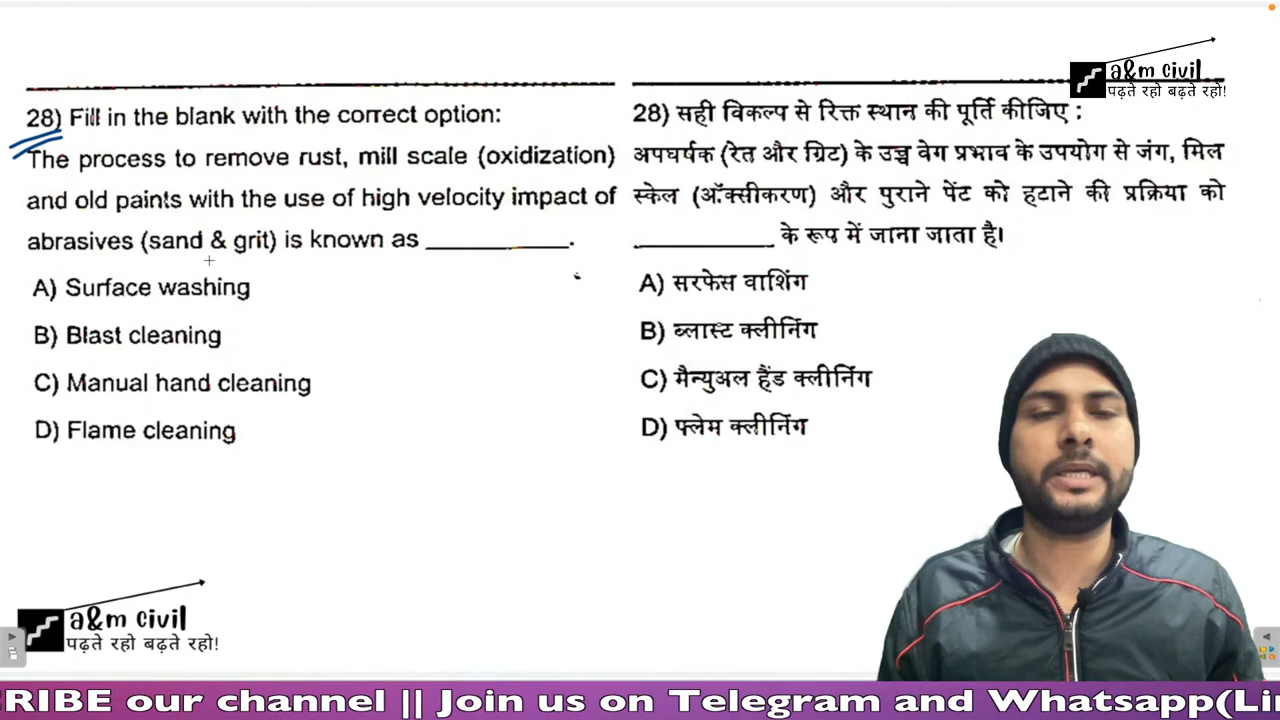 a&m civil
पढ़ते रहो बढ़ते रहो!
28) Fill in the blank with the correct option:
The process to remove rust, mill scale (oxidization)
and old paints with the use of high velocity impact of
abrasives (sand & grit) is known as ____________.
A) Surface washing
B) Blast cleaning
C) Manual hand cleaning
D) Flame cleaning
28) सही विकल्प से रिक्त स्थान की पूर्ति कीजिए :
अपघर्षक (रेत और ग्रिट) के उच्च वेग प्रभाव के उपयोग से जंग, मिल
स्केल (ऑक्सीकरण) और पुराने पेंट को हटाने की प्रक्रिया को
____________ के रूप में जाना जाता है।
A) सरफेस वाशिंग
B) ब्लास्ट क्लीनिंग
C) मैन्युअल हैंड क्लीनिंग
D) फ्लेम क्लीनिंग
a&m civil
पढ़ते रहो बढ़ते रहो!
CRIBE our channel || Join us on Telegram and Whatsapp(Li